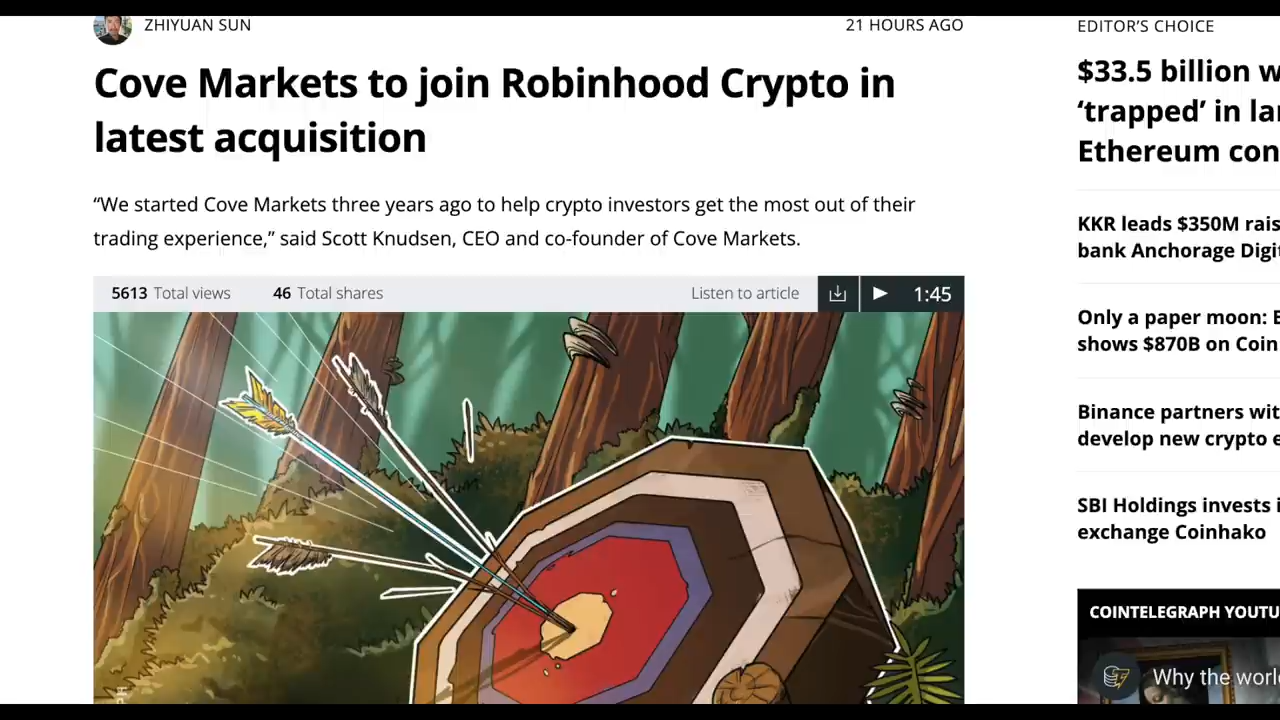 ZHIYUAN SUN
21 HOURS AGO
Cove Markets to join Robinhood Crypto in
latest acquisition
“We started Cove Markets three years ago to help crypto investors get the most out of their
trading experience,” said Scott Knudsen, CEO and co-founder of Cove Markets.
5613 Total views 46 Total shares
Listen to article 1:45
EDITOR’S CHOICE
$33.5 billion w
‘trapped’ in la
Ethereum con
KKR leads $350M rais
bank Anchorage Digit
Only a paper moon: E
shows $870B on Coin
Binance partners wit
develop new crypto e
SBI Holdings invests i
exchange Coinhako
COINTELEGRAPH YOUTU
Why the world